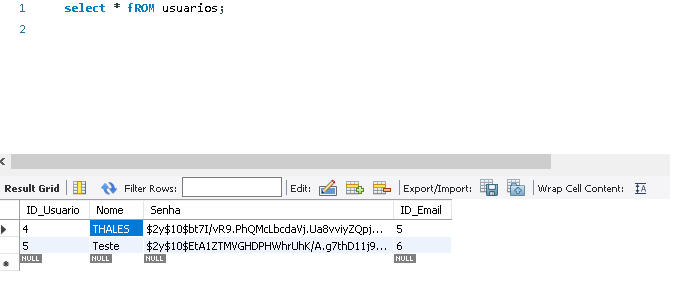 1 select * fROM usuarios;
2
Result Grid Filter Rows: Edit: Export/Import: Wrap Cell Content:
ID_Usuario Nome Senha ID_Email
4 THALES $2y$10$bt7I/vR9.PhQMcLbcdaVj.Ua8vviyZQpj... 5
5 Teste $2y$10$EtA1ZTMVGHDPHWhrUhK/A.g7thD11j9... 6
NULL NULL NULL NULL